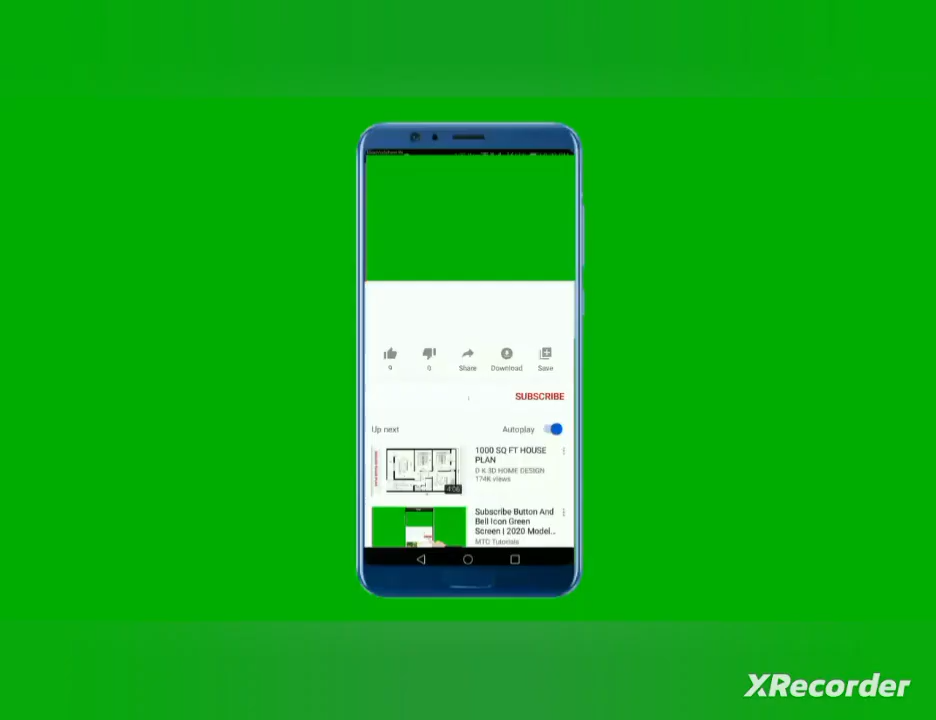 9
0
Share
Download
Save
SUBSCRIBE
Up next
Autoplay
1000 SQ FT HOUSE
PLAN
D K 3D HOME DESIGN
174K views
Subscribe Button And
Bell Icon Green
Screen | 2020 Model...
MTC Tutorials
XRecorder